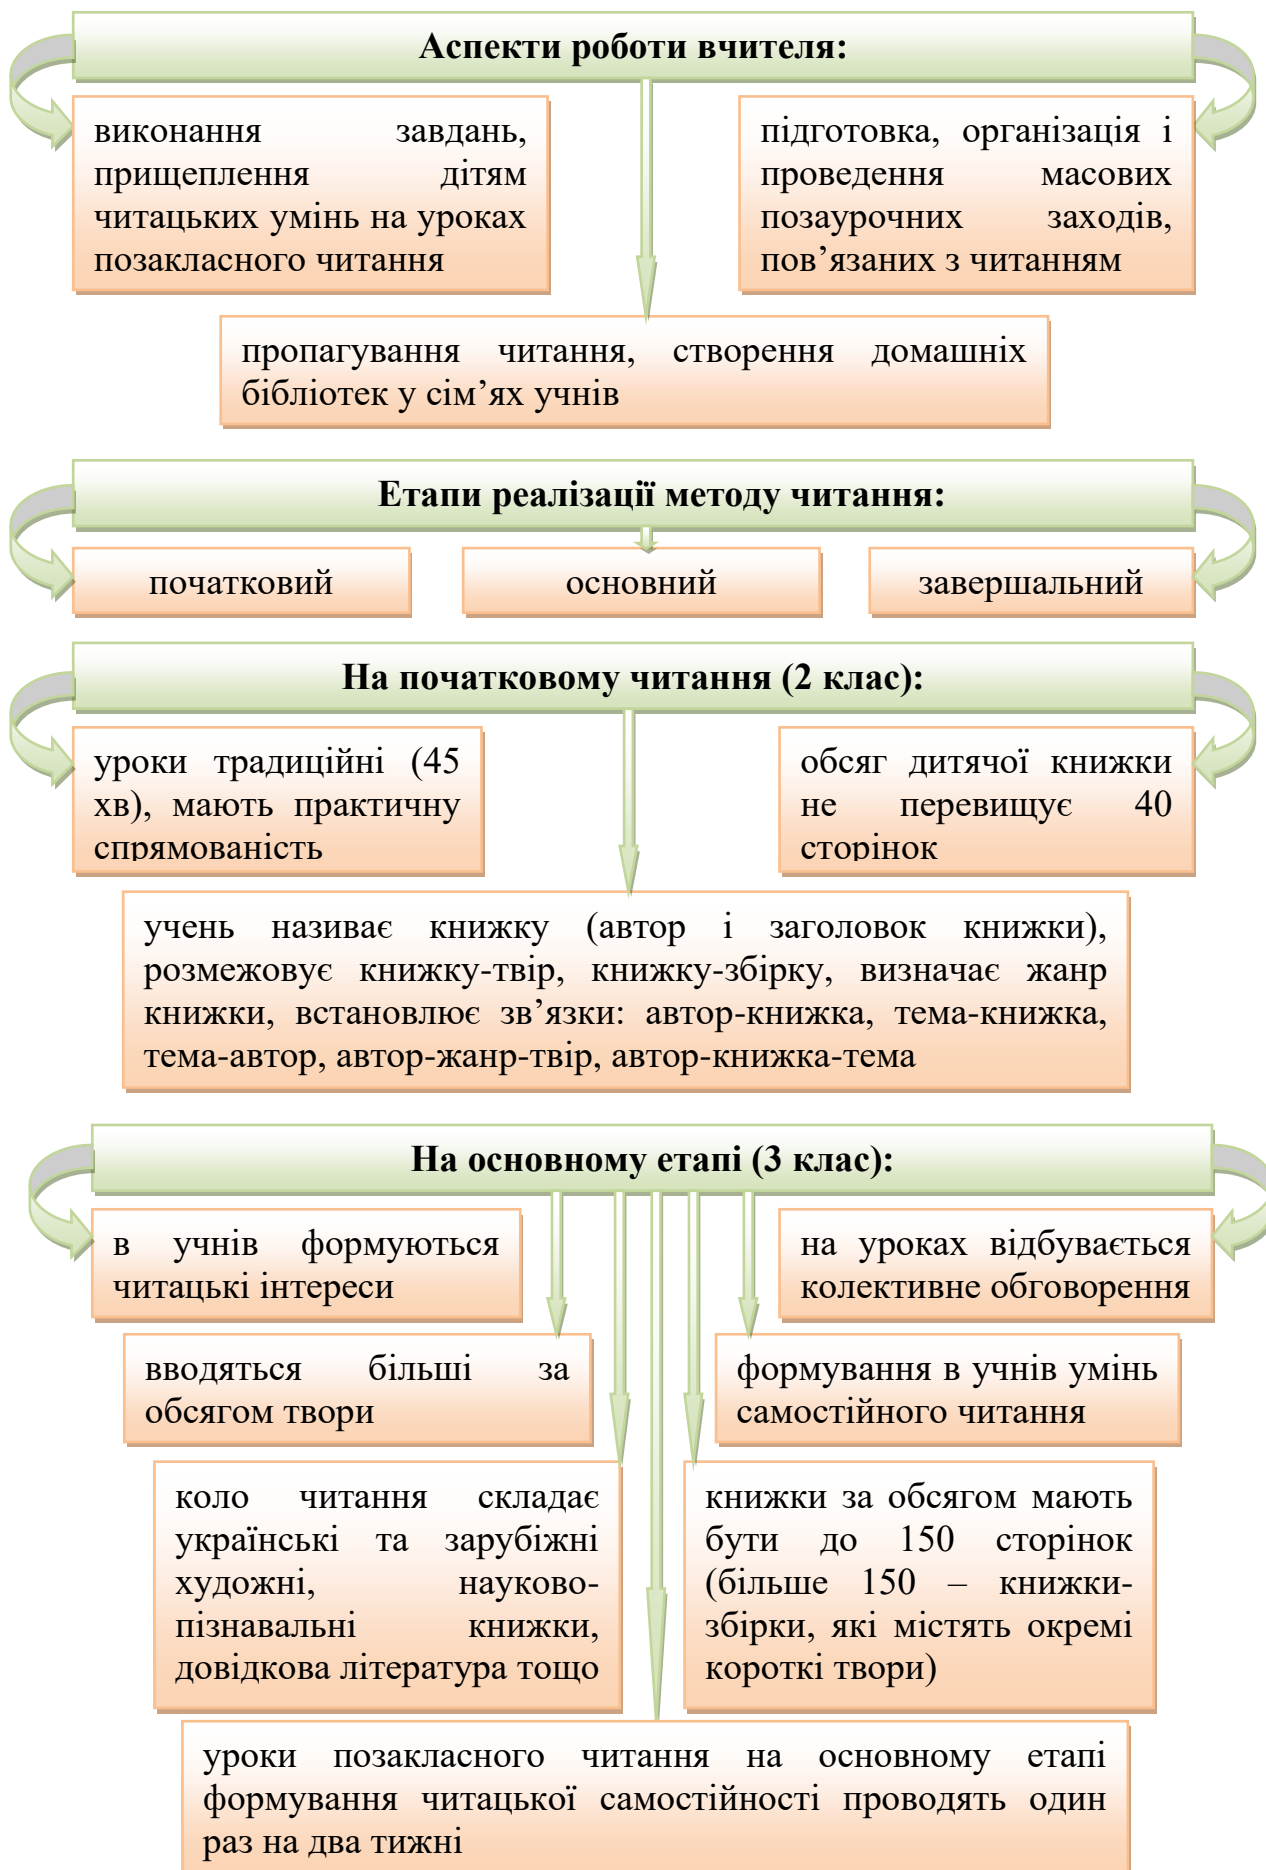 Аспекти роботи вчителя:
виконання завдань,
прищеплення дітям
читацьких умінь на уроках
позакласного читання
підготовка, організація і
проведення масових
позаурочних заходів,
пов’язаних з читанням
пропагування читання, створення домашніх
бібліотек у сім’ях учнів
Етапи реалізації методу читання:
початковий
основний
завершальний
На початковому читання (2 клас):
уроки традиційні (45
хв), мають практичну
спрямованість
обсяг дитячої книжки
не перевищує 40
сторінок
учень називає книжку (автор і заголовок книжки),
розмежовує книжку-твір, книжку-збірку, визначає жанр
книжки, встановлює зв’язки: автор-книжка, тема-книжка,
тема-автор, автор-жанр-твір, автор-книжка-тема
На основному етапі (3 клас):
в учнів формуються
читацькі інтереси
на уроках відбувається
колективне обговорення
вводяться більші за
обсягом твори
формування в учнів умінь
самостійного читання
коло читання складає
українські та зарубіжні
художні, науково-
пізнавальні книжки,
довідкова література тощо
книжки за обсягом мають
бути до 150 сторінок
(більше 150 – книжки-
збірки, які містять окремі
короткі твори)
уроки позакласного читання на основному етапі
формування читацької самостійності проводять один
раз на два тижні